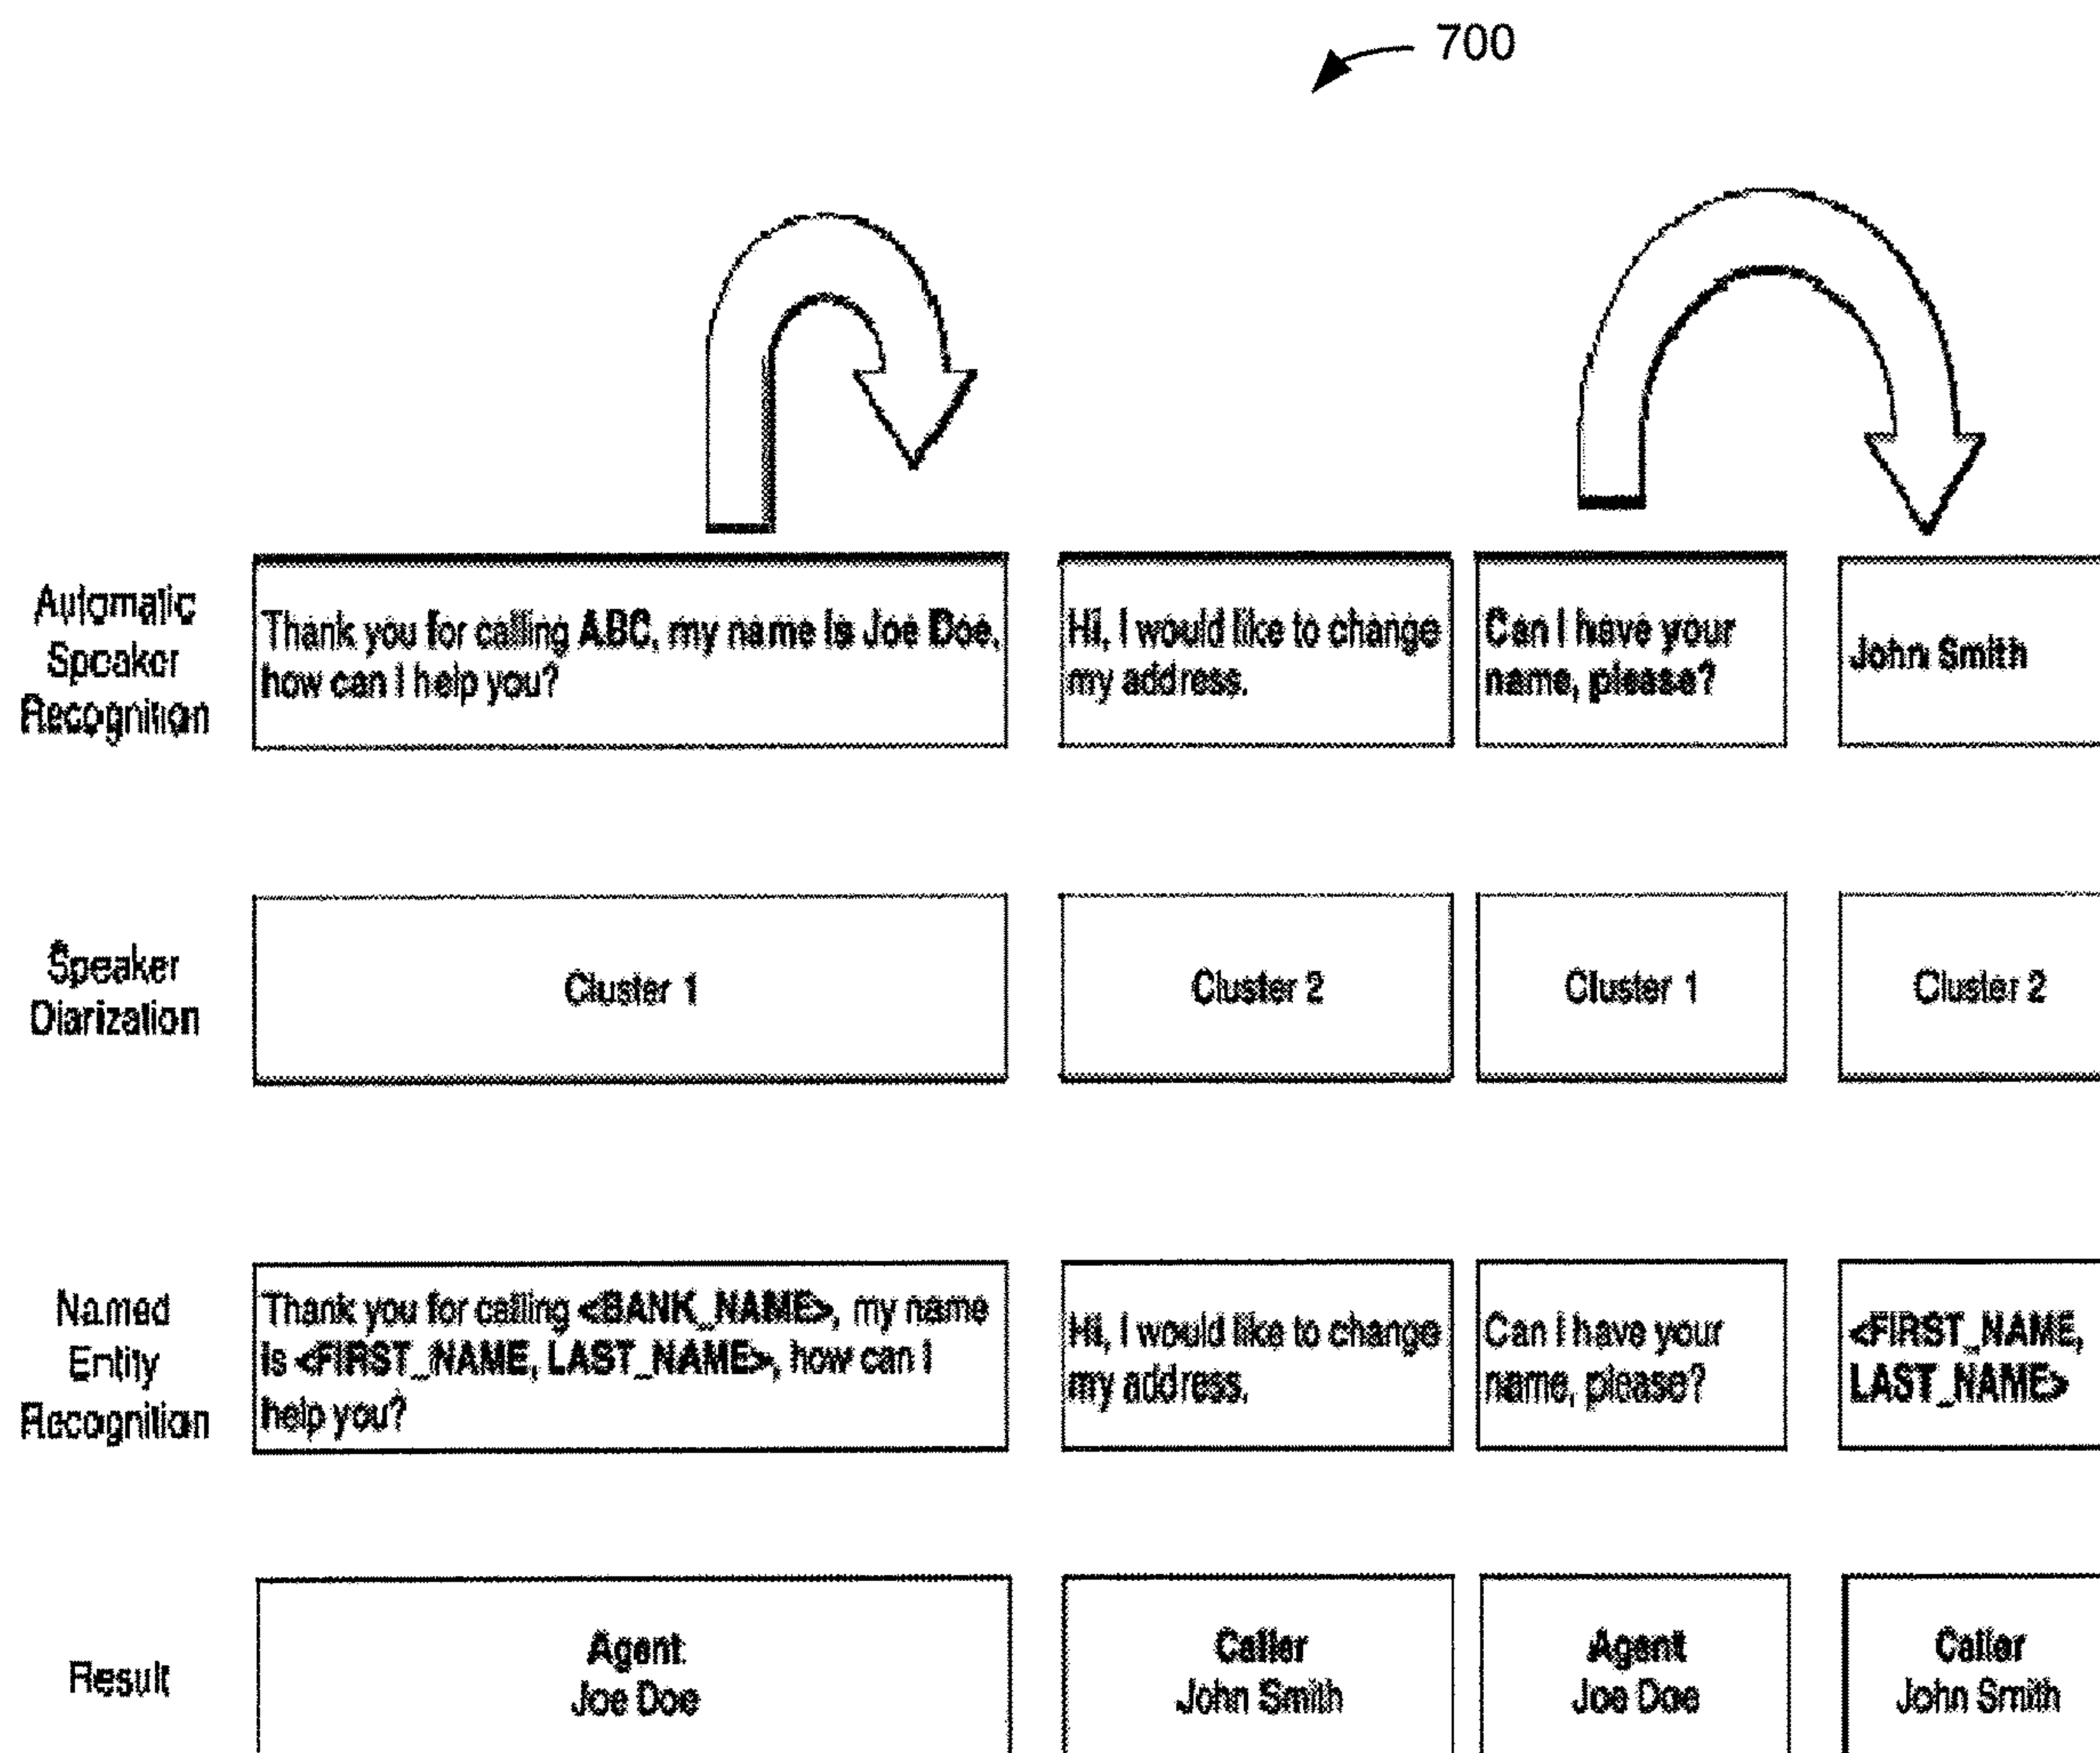 700
Automatic
Speaker
Recognition
Thank you for calling ABC, my name is Joe Doe,
how can I help you?
Hi, I would like to change
my address.
Can I have your
name, please?
John Smith
Speaker
Diarization
Cluster 1
Cluster 2
Cluster 1
Cluster 2
Named
Entity
Recognition
Thank you for calling <BANK_NAME>, my name
is <FIRST_NAME, LAST_NAME>, how can I
help you?
Hi, I would like to change
my address.
Can I have your
name, please?
<FIRST_NAME,
LAST_NAME>
Result
Agent
Joe Doe
Caller
John Smith
Agent
Joe Doe
Caller
John Smith